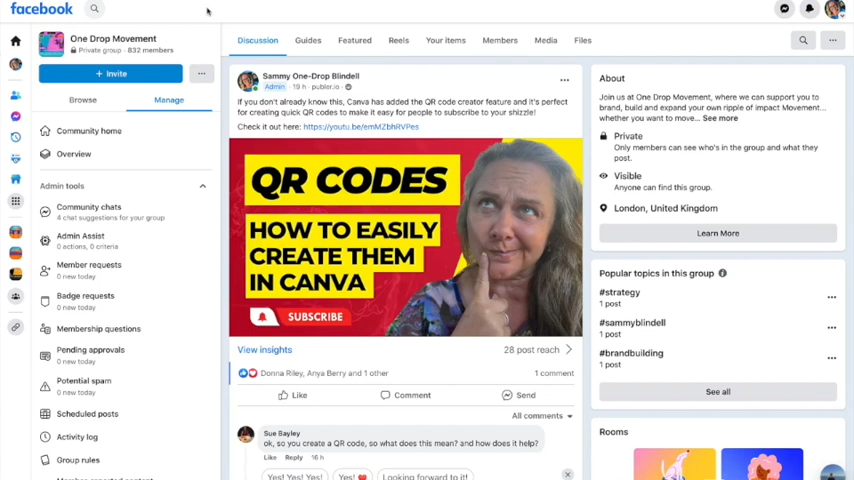 facebook
One Drop Movement
Private group · 832 members
+ Invite
Browse
Manage
Community home
Overview
Admin tools
Community chats
4 chat suggestions for your group
Admin Assist
0 actions, 0 criteria
Member requests
0 new today
Badge requests
0 new today
Membership questions
Pending approvals
0 new today
Potential spam
0 new today
Scheduled posts
Activity log
Group rules
Discussion
Guides
Featured
Reels
Your items
Members
Media
Files
Sammy One-Drop Blindell
Admin · 19 h · publer.io ·
If you don't already know this, Canva has added the QR code creator feature and it's perfect
for creating quick QR codes to make it easy for people to subscribe to your shizzle!
Check it out here: https://youtu.be/emMZbhRVPes
QR CODES
HOW TO EASILY
CREATE THEM
IN CANVA
SUBSCRIBE
View insights
28 post reach
Donna Riley, Anya Berry and 1 other
1 comment
Like
Comment
Send
All comments
Sue Bayley
ok, so you create a QR code, so what does this mean? and how does it help?
Like Reply 16 h
Yes! Yes! Yes!
Yes!
Looking forward to it!
About
Join us at One Drop Movement, where we can support you to
brand, build and expand your own ripple of impact Movement...
whether you want to move... See more
Private
Only members can see who's in the group and what they
post.
Visible
Anyone can find this group.
London, United Kingdom
Learn More
Popular topics in this group
#strategy
1 post
#sammyblindell
1 post
#brandbuilding
1 post
See all
Rooms